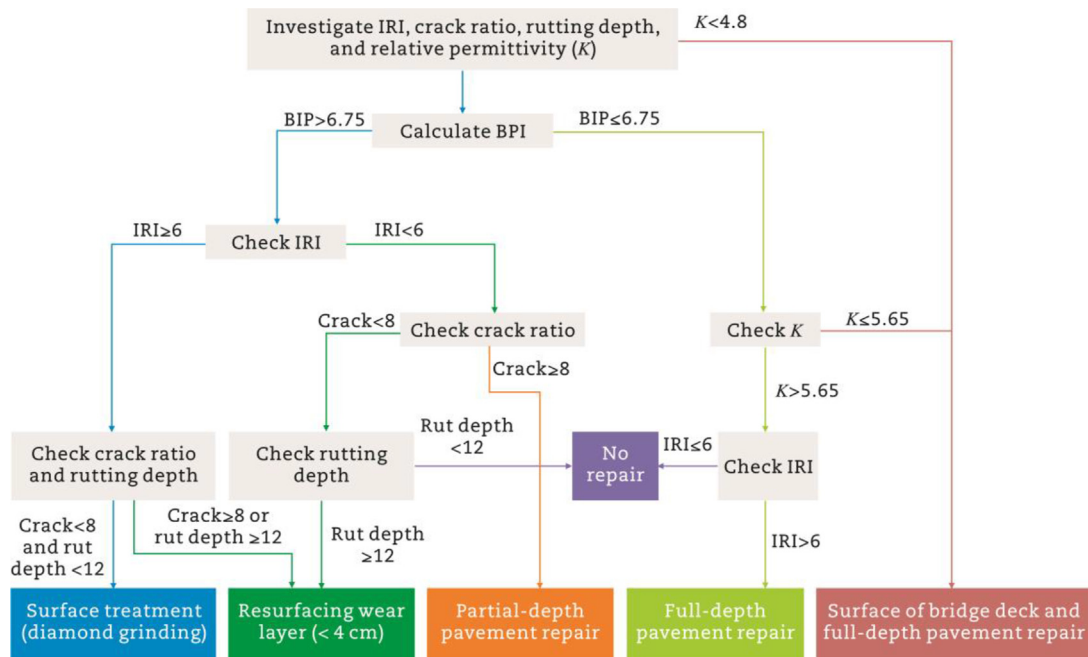 Investigate IRI, crack ratio, rutting depth,
and relative permittivity (K)
K<4.8
BIP>6.75
Calculate BPI
BIP≤6.75
IRI≥6
Check IRI
IRI<6
Crack<8
Check crack ratio
Check K
K≤5.65
Crack≥8
K>5.65
Check crack ratio
and rutting depth
Check rutting
depth
Rut depth
<12
No
repair
IRI≤6
Check IRI
Crack<8
and rut
depth <12
Crack≥8 or
rut depth ≥12
Rut depth
≥12
IRI>6
Surface treatment
(diamond grinding)
Resurfacing wear
layer (< 4 cm)
Partial-depth
pavement repair
Full-depth
pavement repair
Surface of bridge deck and
full-depth pavement repair